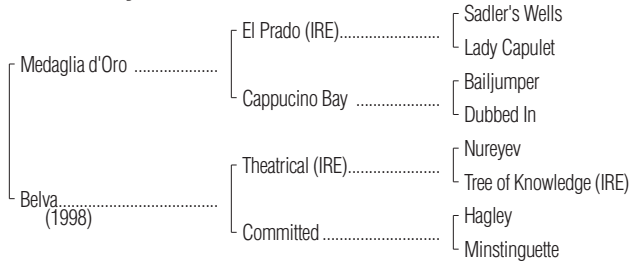 Sadler's Wells
El Prado (IRE)....................
Lady Capulet
Medaglia d'Oro ....................
Bailjumper
Cappucino Bay ....................
Dubbed In
Nureyev
Theatrical (IRE)....................
Tree of Knowledge (IRE)
Belva....................
(1998)
Hagley
Committed ....................
Minstinguette